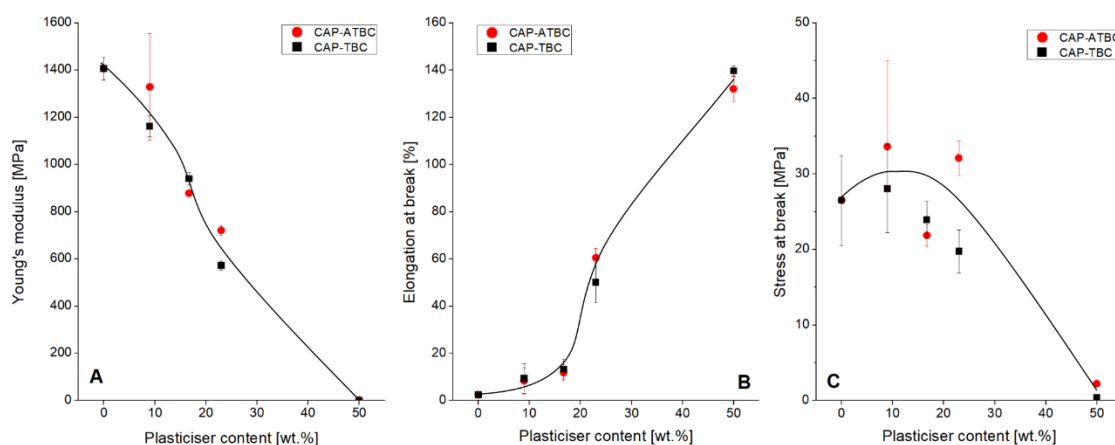 CAP-ATBC
CAP-TBC
1600
1400
1200
1000
800
600
400
200
0
Young's modulus [MPa]
A
0 10 20 30 40 50
Plasticiser content [wt.%]
CAP-ATBC
CAP-TBC
160
140
120
100
80
60
40
20
0
Elongation at break [%]
B
0 10 20 30 40 50
Plasticiser content [wt.%]
CAP-ATBC
CAP-TBC
50
40
30
20
10
0
Stress at break [MPa]
C
0 10 20 30 40 50
Plasticiser content [wt.%]